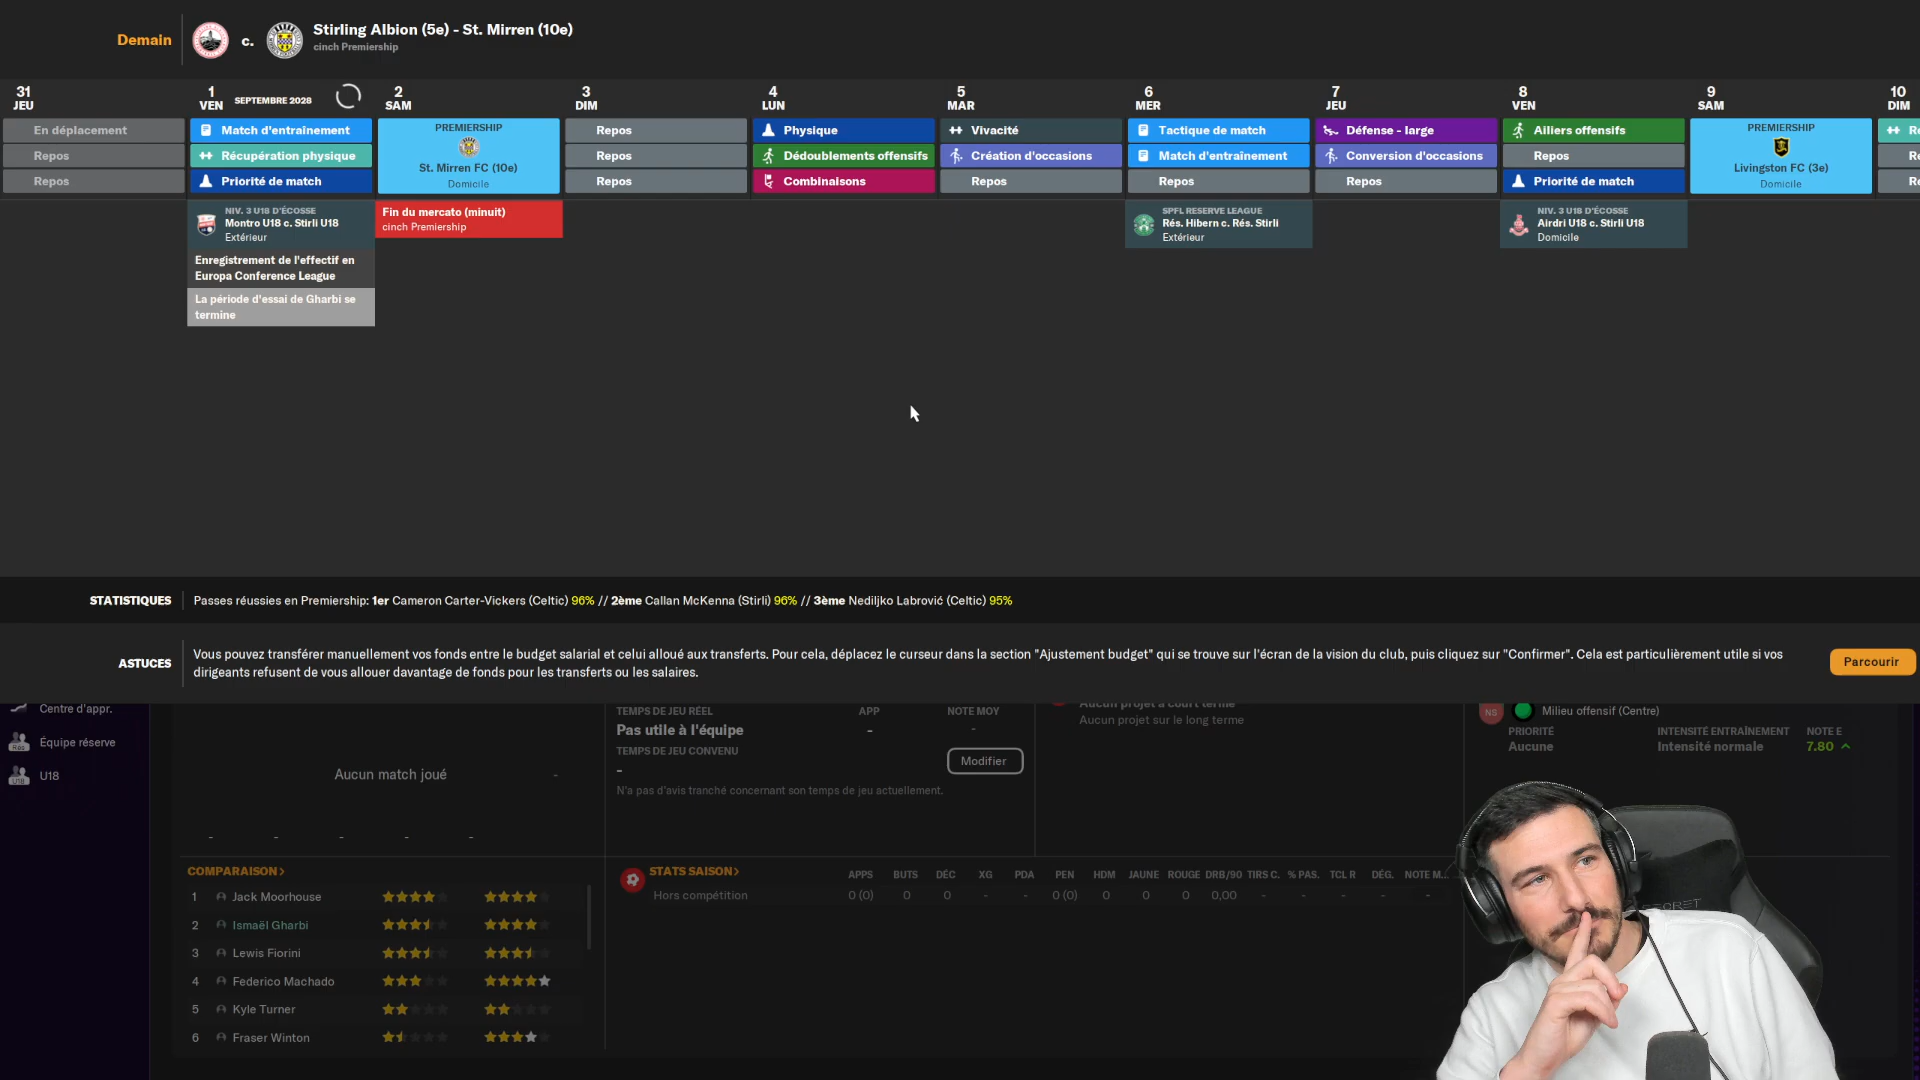 Demain
c.
Stirling Albion (5e) - St. Mirren (10e)
cinch Premiership
31
JEU
1
VEN
SEPTEMBRE 2028
2
SAM
3
DIM
4
LUN
5
MAR
6
MER
7
JEU
8
VEN
9
SAM
10
DIM
En déplacement
Repos
Repos
Match d'entraînement
Récupération physique
Priorité de match
PREMIERSHIP
St. Mirren FC (10e)
Domicile
Repos
Repos
Repos
Physique
Dédoublements offensifs
Combinaisons
Vivacité
Création d'occasions
Repos
Tactique de match
Match d'entraînement
Repos
Défense - large
Conversion d'occasions
Repos
Ailiers offensifs
Repos
Priorité de match
PREMIERSHIP
Livingston FC (3e)
Domicile
NIV. 3 U18 D'ÉCOSSE
Montro U18 c. Stirli U18
Extérieur
Enregistrement de l'effectif en
Europa Conference League
La période d'essai de Gharbi se
termine
Fin du mercato (minuit)
cinch Premiership
SPFL RESERVE LEAGUE
Rés. Hibern c. Rés. Stirli
Extérieur
NIV. 3 U18 D'ÉCOSSE
Airdri U18 c. Stirli U18
Domicile
STATISTIQUES
Passes réussies en Premiership: 1er Cameron Carter-Vickers (Celtic) 96% // 2ème Callan McKenna (Stirli) 96% // 3ème Nediljko Labrović (Celtic) 95%
ASTUCES
Vous pouvez transférer manuellement vos fonds entre le budget salarial et celui alloué aux transferts. Pour cela, déplacez le curseur dans la section "Ajustement budget" qui se trouve sur l'écran de la vision du club, puis cliquez sur "Confirmer". Cela est particulièrement utile si vos
dirigeants refusent de vous allouer davantage de fonds pour les transferts ou les salaires.
Parcourir
Centre d'appr.
Équipe réserve
U18
Aucun match joué
-
- - - - -
TEMPS DE JEU RÉEL
APP
NOTE MOY
Pas utile à l'équipe
-
-
TEMPS DE JEU CONVENU
-
Modifier
N'a pas d'avis tranché concernant son temps de jeu actuellement.
Aucun projet à court terme
Aucun projet sur le long terme
NS
Milieu offensif (Centre)
PRIORITÉ
INTENSITÉ ENTRAÎNEMENT
NOTE E
Aucune
Intensité normale
7.80
COMPARAISON >
1 Jack Moorhouse
2 Ismaël Gharbi
3 Lewis Fiorini
4 Federico Machado
5 Kyle Turner
6 Fraser Winton
STATS SAISON >
APPS BUTS DÉC XG PDA PEN HDM JAUNE ROUGE DRB/90 TIRS C. % PAS. TCL R DÉG. NOTE M...
Hors compétition 0 (0) 0 0 - - 0 (0) 0 0 0 0,00 - - - - -